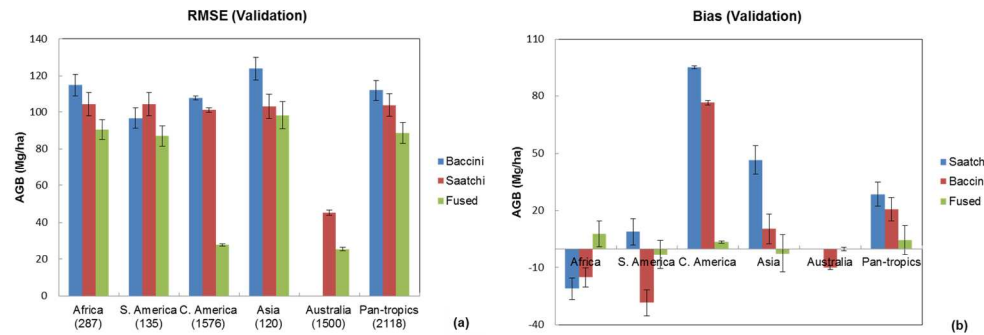 RMSE (Validation)
140
120
100
80
60
40
20
0
AGB (Mg/ha)
Africa S. America C. America Asia Australia Pan-tropics
(287) (135) (1576) (120) (1500) (2118)
Baccini
Saatchi
Fused
(a)
Bias (Validation)
110
80
50
20
-10
-40
AGB (Mg/ha)
Africa S. America C. America Asia Australia Pan-tropics
Saatch
Baccin
Fused
(b)